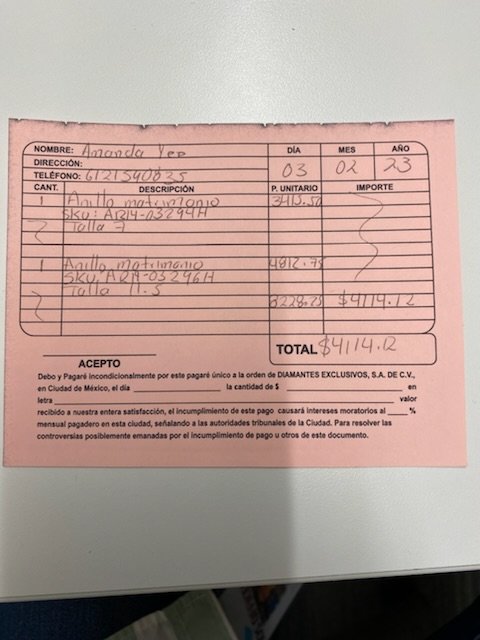 NOMBRE: Amanda Yee DÍA MES AÑO
DIRECCIÓN: 03 02 23
TELÉFONO: 6121590835
CANT. DESCRIPCIÓN P. UNITARIO IMPORTE
1 Anillo matrimonio 3415.50
SKU: AR14-03294H
Talla 7
1 Anillo matrimonio 4812.75
SKU: AR14-03296H
Talla 11.5
8228.25 $4114.12
TOTAL $4114.12
ACEPTO
Debo y Pagaré incondicionalmente por este pagaré único a la orden de DIAMANTES EXCLUSIVOS, S.A. DE C.V.,
en Ciudad de México, el día la cantidad de $ en
letra valor
recibido a nuestra entera satisfacción, el incumplimiento de este pago causará intereses moratorios al %
mensual pagadero en esta ciudad, señalando a las autoridades tribunales de la Ciudad. Para resolver las
controversias posiblemente emanadas por el incumplimiento de pago u otros de este documento.